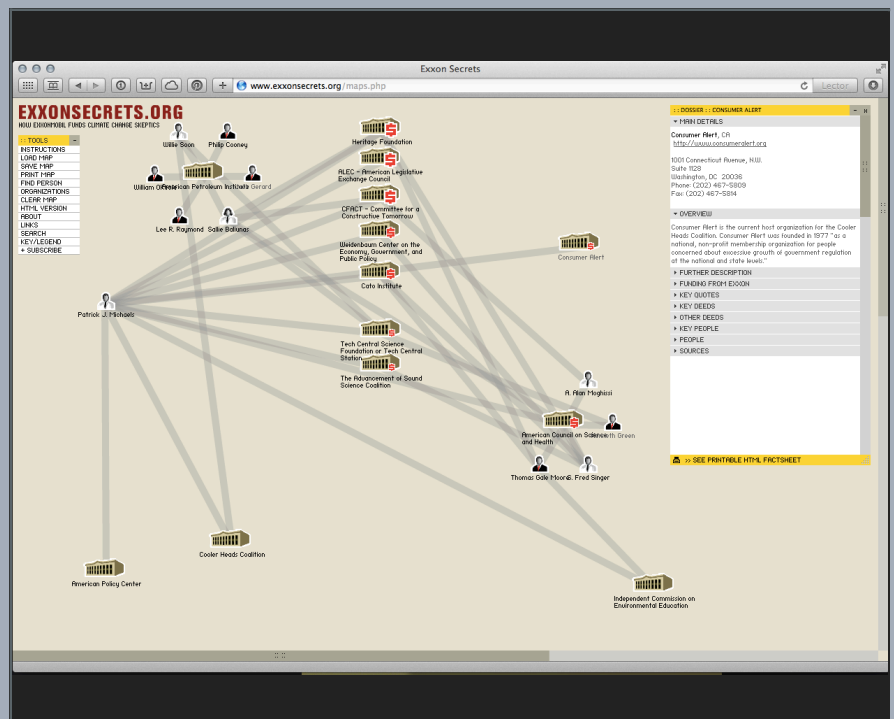 Exxon Secrets
www.exxonsecrets.org/maps.php
Lector
EXXONSECRETS.ORG
HOW EXXONMOBIL FUNDS CLIMATE CHANGE SKEPTICS
:: TOOLS
INSTRUCTIONS
LOAD MAP
SAVE MAP
PRINT MAP
FIND PERSON
ORGANIZATIONS
CLEAR MAP
HTML VERSION
ABOUT
LINKS
SEARCH
KEY/LEGEND
+ SUBSCRIBE
Willie Soon
Philip Cooney
William
American Petroleum Institute
Gerard
Lee R. Raymond
Sallie Baliunas
Patrick J. Michaels
Heritage Foundation
ALEC - American Legislative
Exchange Council
CFACT - Committee for a
Constructive Tomorrow
Weidenbaum Center on the
Economy, Government, and
Public Policy
Cato Institute
Tech Central Science
Foundation or Tech Central
Station
The Advancement of Sound
Science Coalition
Consumer Alert
A. Alan Moghissi
American Council on Science
and Health
Green
Thomas Gale Moore
S. Fred Singer
Cooler Heads Coalition
American Policy Center
Independent Commission on
Environmental Education
:: DOSSIER :: CONSUMER ALERT
MAIN DETAILS
Consumer Alert, CA
http://www.consumeralert.org
1001 Connecticut Avenue, N.W.
Suite 1128
Washington, DC 20036
Phone: (202) 467-5809
Fax: (202) 467-5814
OVERVIEW
Consumer Alert is the current host organization for the Cooler
Heads Coalition. Consumer Alert was founded in 1977 "as a
national, non-profit membership organization for people
concerned about excessive growth of government regulation
at the national and state levels."
FURTHER DESCRIPTION
FUNDING FROM EXXON
KEY QUOTES
KEY DEEDS
OTHER DEEDS
KEY PEOPLE
PEOPLE
SOURCES
>> SEE PRINTABLE HTML FACTSHEET